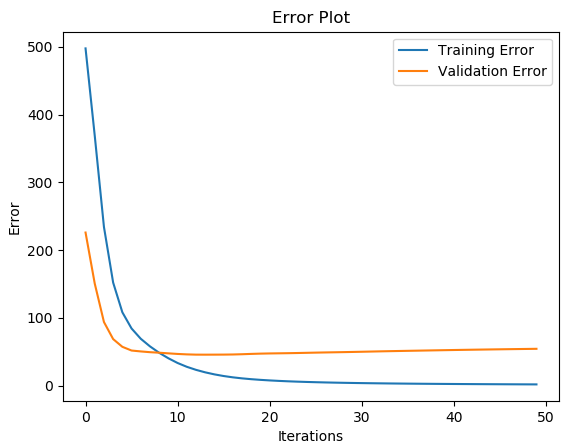 Error Plot
Training Error
Validation Error
500
400
300
200
100
0
Error
0 10 20 30 40 50
Iterations